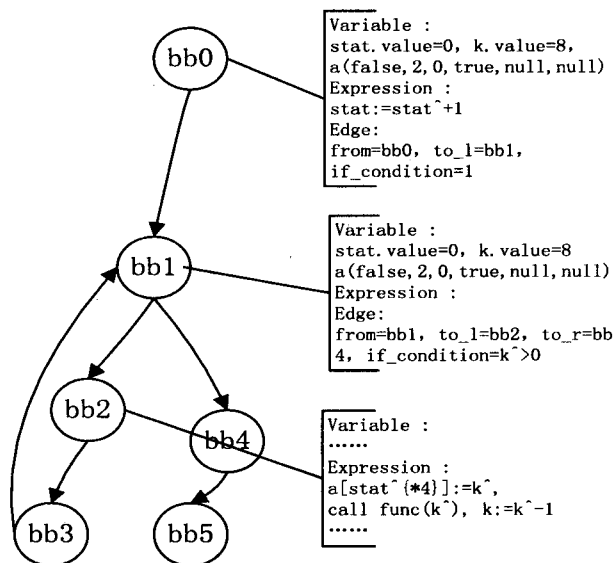 bb0
Variable :
stat.value=0, k.value=8,
a(false,2,0,true,null,null)
Expression :
stat:=stat^+1
Edge:
from=bb0, to_l=bb1,
if_condition=1
bb1
Variable :
stat.value=0, k.value=8
a(false,2,0,true,null,null)
Expression :
Edge:
from=bb1, to_l=bb2, to_r=bb
4, if_condition=k^>0
bb2
bb4
Variable :
......
Expression :
a[stat^{*4}]:=k^,
call func(k^), k:=k^-1
......
bb3
bb5